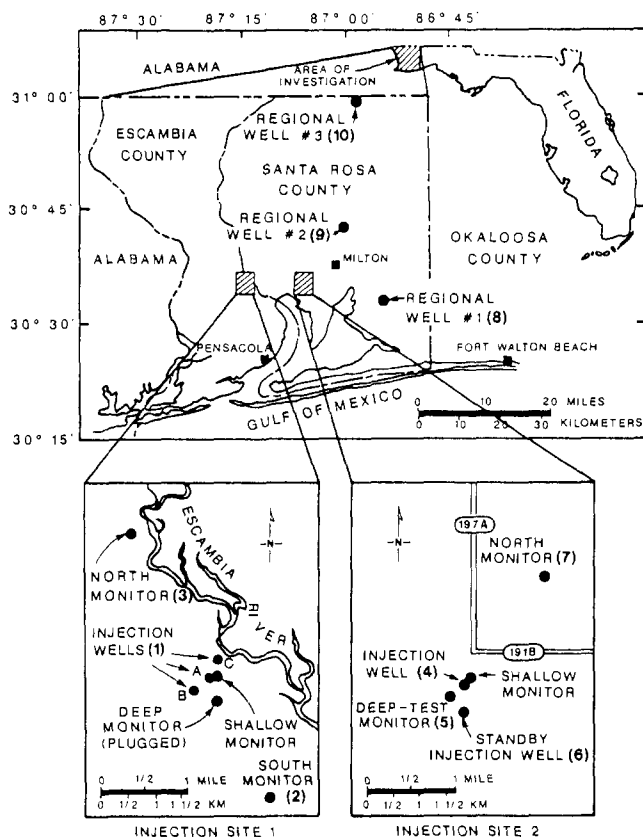 87° 30' 87° 15' 87° 00' 86° 45'
ALABAMA
AREA OF
INVESTIGATION
31° 00'
ESCAMBIA
COUNTY
REGIONAL
WELL #3 (10)
FLORIDA
SANTA ROSA
COUNTY
30° 45'
REGIONAL
WELL #2 (9)
OKALOOSA
COUNTY
ALABAMA
MILTON
REGIONAL
WELL #1 (8)
30° 30'
PENSACOLA
FORT WALTON BEACH
GULF OF MEXICO
0 10 20 MILES
0 10 20 30 KILOMETERS
30° 15'
ESCAMBIA RIVER
-N-
NORTH
MONITOR (3)
INJECTION
WELLS (1)
A
B
C
DEEP
MONITOR
(PLUGGED)
SHALLOW
MONITOR
SOUTH
MONITOR (2)
0 1/2 1 MILE
0 1/2 1 1 1/2 KM
INJECTION SITE 1
197A
-N-
NORTH
MONITOR (7)
191B
INJECTION
WELL (4)
SHALLOW
MONITOR
DEEP-TEST
MONITOR (5)
STANDBY
INJECTION WELL (6)
0 1/2 1 MILE
0 1/2 1 1 1/2 KM
INJECTION SITE 2